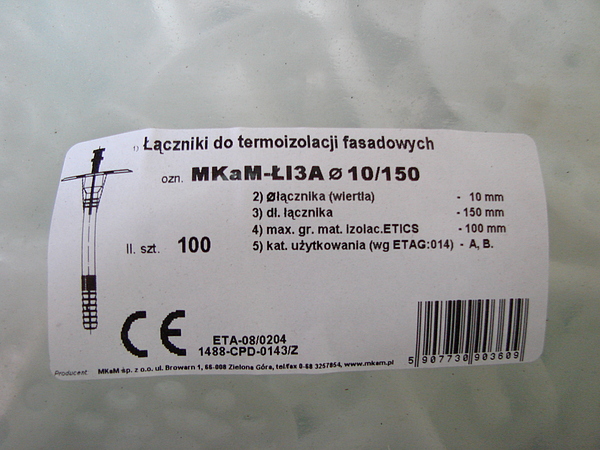 1) Łączniki do termoizolacji fasadowych
ozn. MKaM-ŁI3A ø 10/150
2) ø łącznika (wiertła) - 10 mm
3) dł. łącznika - 150 mm
4) max. gr. mat. izolac.ETICS - 100 mm
5) kat. użytkowania (wg ETAG:014) - A, B.
Il. szt. 100
CE
ETA-08/0204
1488-CPD-0143/Z
Producent: MKaM sp. z o.o. ul. Browarn 1, 66-008 Zielona Góra, tel/fax 0-68 3257854, www.mkam.pl
5 907730 903609